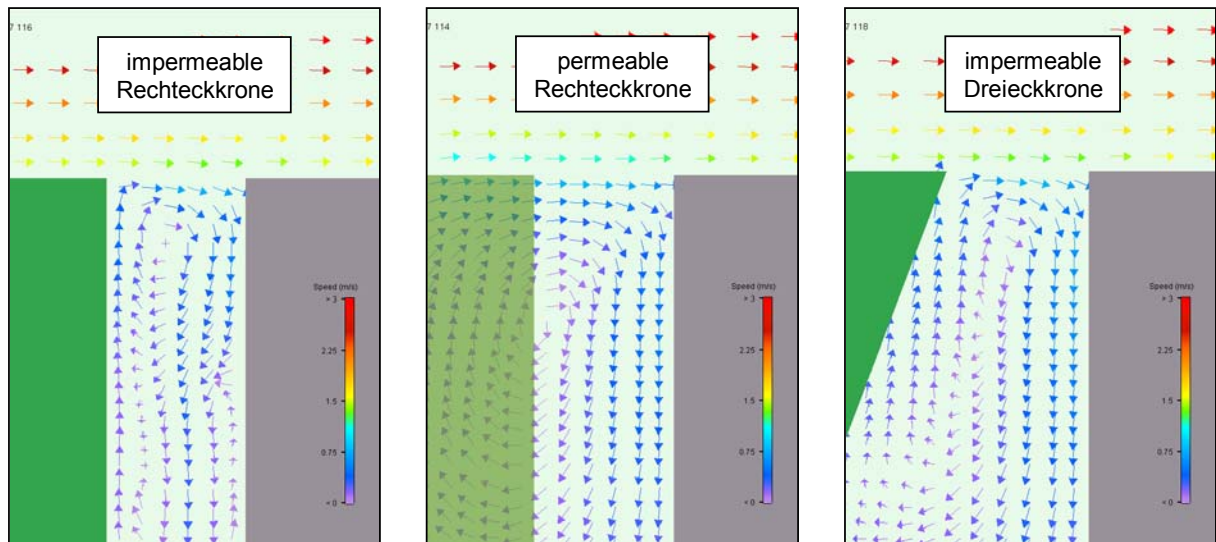 7 116
impermeable
Rechteckkrone
Speed (m/s)
> 3
2.25
1.5
0.75
< 0
7 114
permeable
Rechteckkrone
Speed (m/s)
> 3
2.25
1.5
0.75
< 0
7 118
impermeable
Dreieckkrone
Speed (m/s)
> 3
2.25
1.5
0.75
< 0